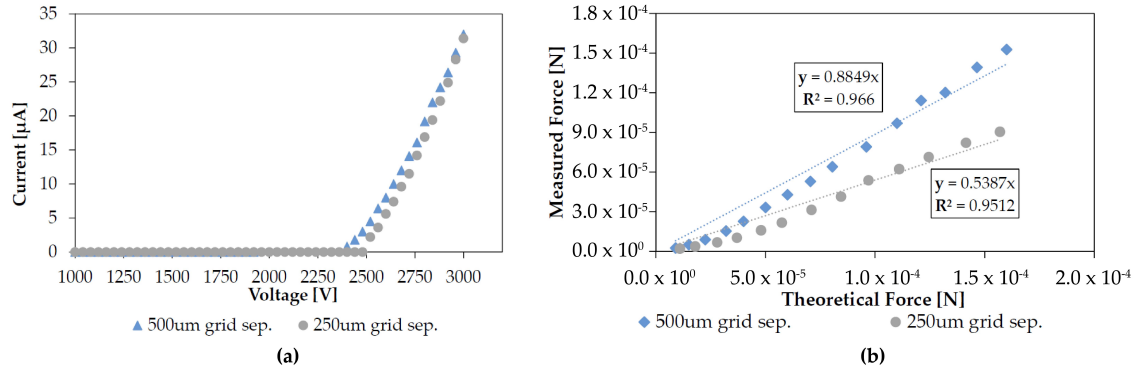 35
30
25
20
15
10
5
0
Current [µA]
1000 1250 1500 1750 2000 2250 2500 2750 3000
Voltage [V]
500um grid sep. 250um grid sep.
(a)
1.8 x 10⁻⁴
1.5 x 10⁻⁴
1.2 x 10⁻⁴
9.0 x 10⁻⁵
6.0 x 10⁻⁵
3.0 x 10⁻⁵
0.0 x 10⁰
Measured Force [N]
y = 0.8849x
R² = 0.966
y = 0.5387x
R² = 0.9512
0.0 x 10⁰ 5.0 x 10⁻⁵ 1.0 x 10⁻⁴ 1.5 x 10⁻⁴ 2.0 x 10⁻⁴
Theoretical Force [N]
500um grid sep. 250um grid sep.
(b)